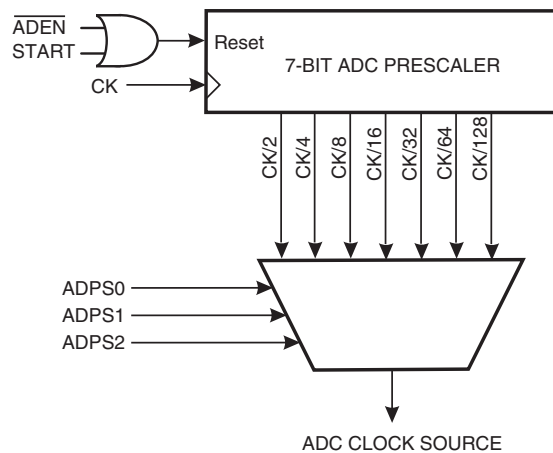 ADEN
START
Reset
7-BIT ADC PRESCALER
CK
CK/2
CK/4
CK/8
CK/16
CK/32
CK/64
CK/128
ADPS0
ADPS1
ADPS2
ADC CLOCK SOURCE